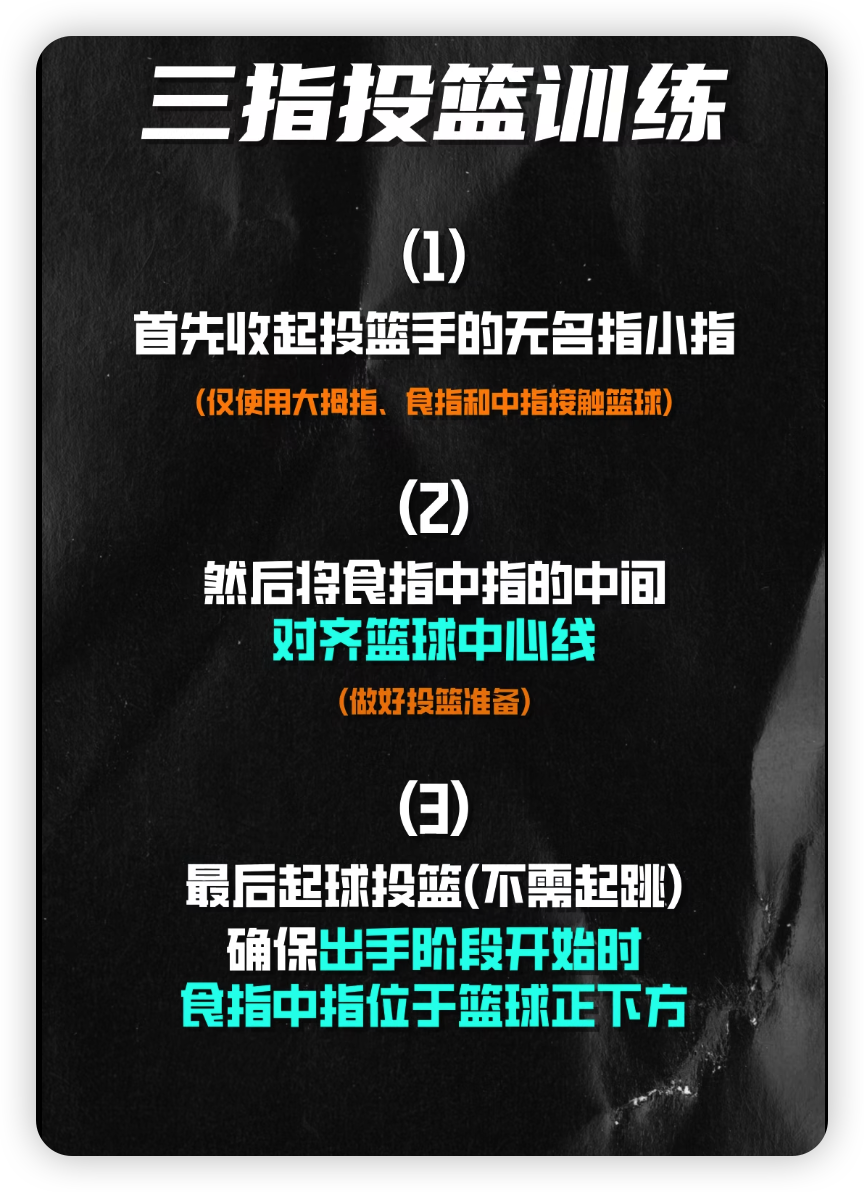 三指投篮训练
(1)
首先收起投篮手的无名指小指
(仅使用大拇指、食指和中指接触篮球)
(2)
然后将食指中指的中间
对齐篮球中心线
(做好投篮准备)
(3)
最后起球投篮(不需起跳)
确保出手阶段开始时
食指中指位于篮球正下方